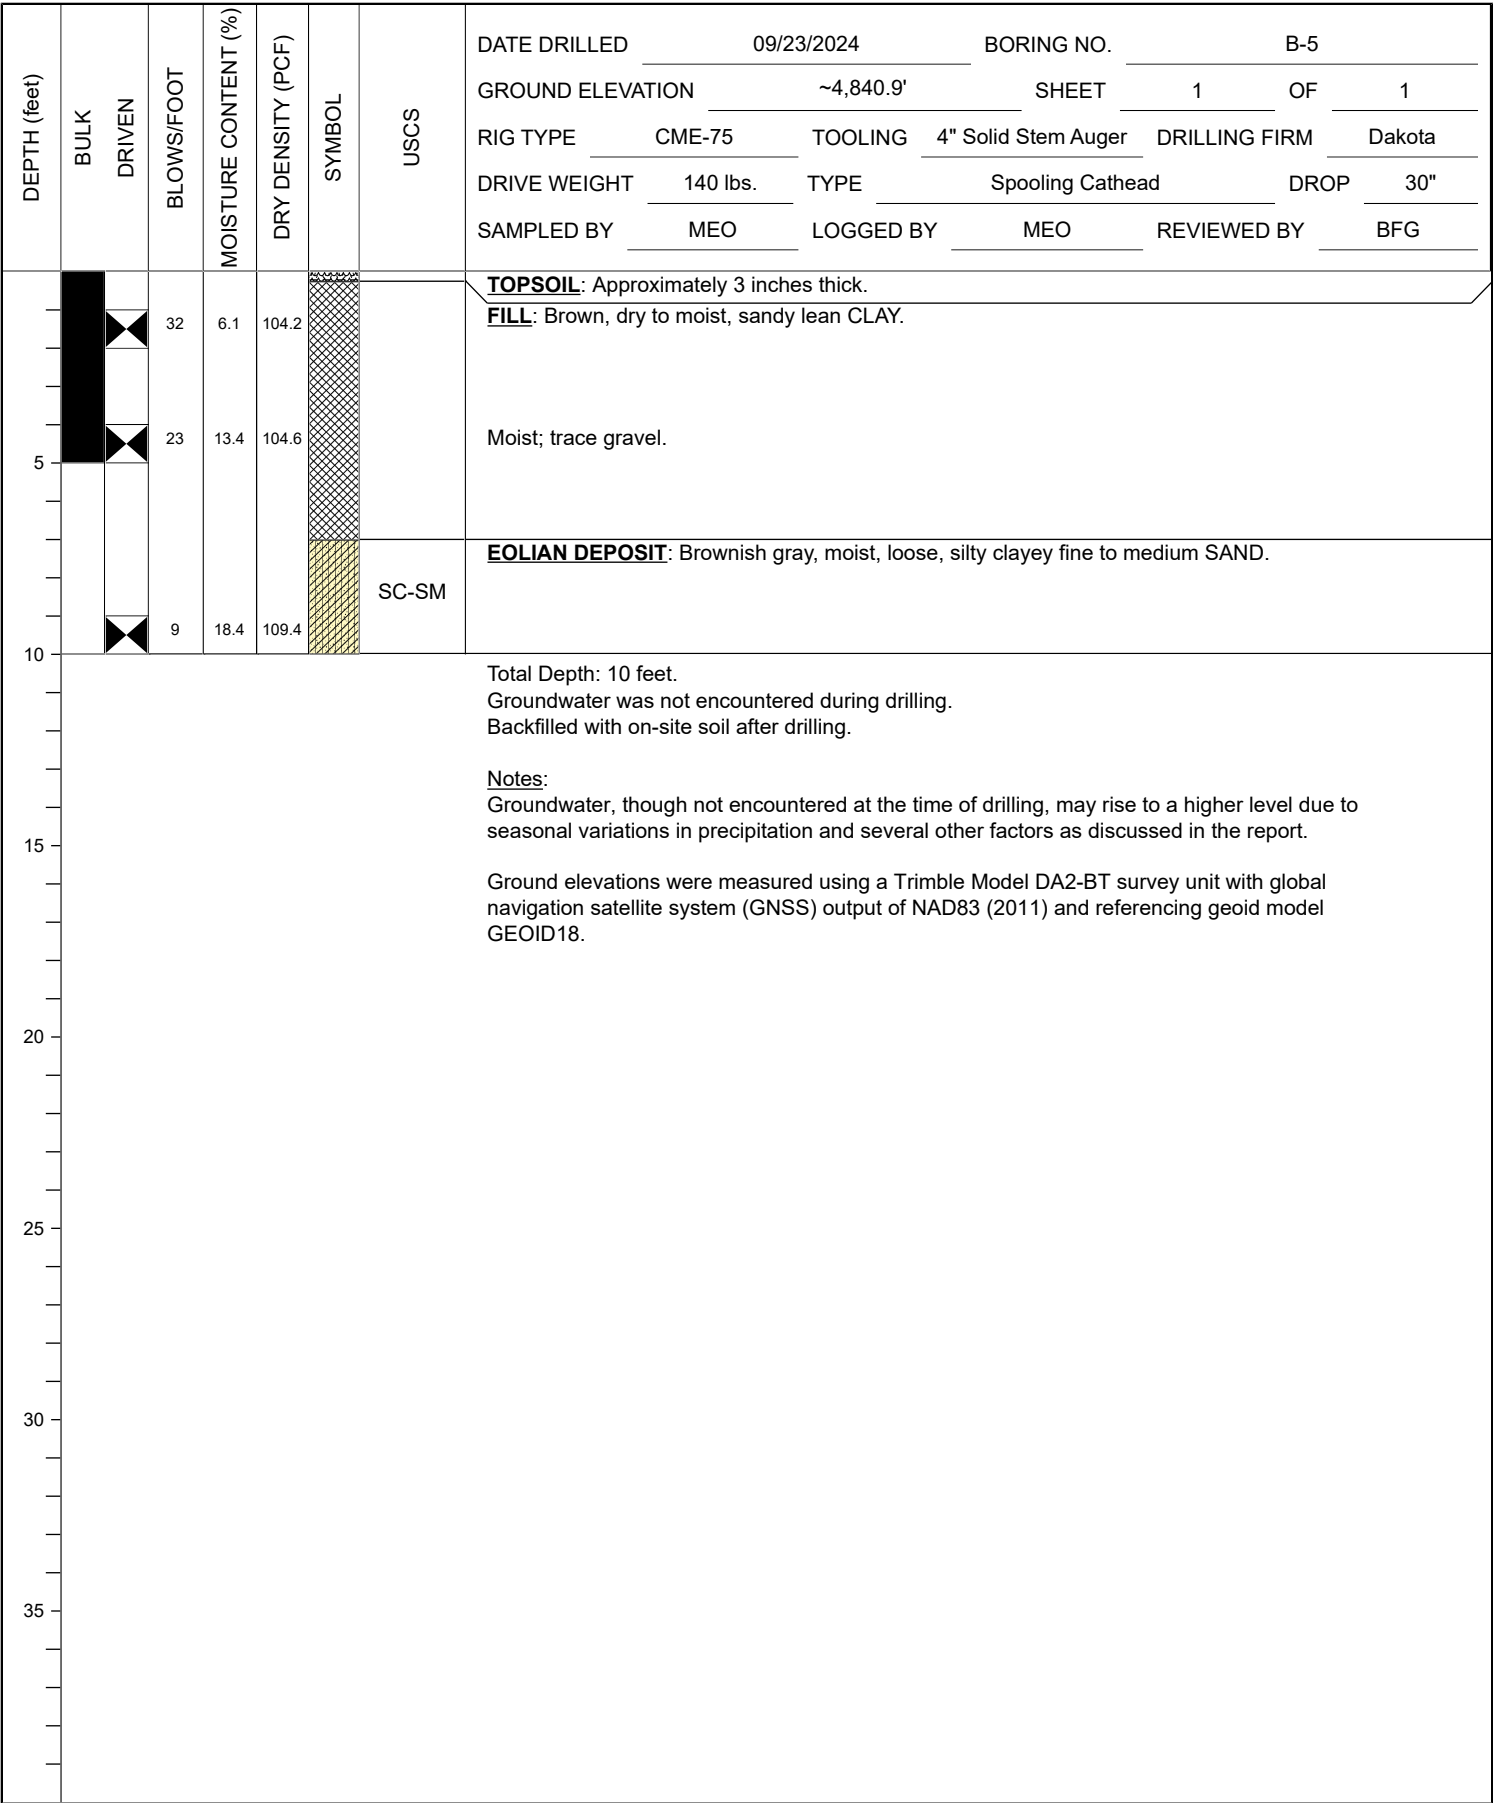 DEPTH (feet)
BULK
DRIVEN
BLOWS/FOOT
MOISTURE CONTENT (%)
DRY DENSITY (PCF)
SYMBOL
USCS
DATE DRILLED 09/23/2024 BORING NO. B-5
GROUND ELEVATION ~4,840.9' SHEET 1 OF 1
RIG TYPE CME-75 TOOLING 4" Solid Stem Auger DRILLING FIRM Dakota
DRIVE WEIGHT 140 lbs. TYPE Spooling Cathead DROP 30"
SAMPLED BY MEO LOGGED BY MEO REVIEWED BY BFG
TOPSOIL: Approximately 3 inches thick.
32 6.1 104.2 FILL: Brown, dry to moist, sandy lean CLAY.
23 13.4 104.6 Moist; trace gravel.
5
EOLIAN DEPOSIT: Brownish gray, moist, loose, silty clayey fine to medium SAND.
SC-SM
9 18.4 109.4
10
Total Depth: 10 feet.
Groundwater was not encountered during drilling.
Backfilled with on-site soil after drilling.
Notes:
Groundwater, though not encountered at the time of drilling, may rise to a higher level due to
seasonal variations in precipitation and several other factors as discussed in the report.
15
Ground elevations were measured using a Trimble Model DA2-BT survey unit with global
navigation satellite system (GNSS) output of NAD83 (2011) and referencing geoid model
GEOID18.
20
25
30
35